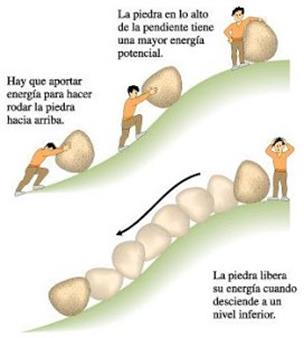 La piedra en lo alto
de la pendiente tiene
una mayor energía
potencial.
Hay que aportar
energía para hacer
rodar la piedra
hacia arriba.
La piedra libera
su energía cuando
desciende a un
nivel inferior.